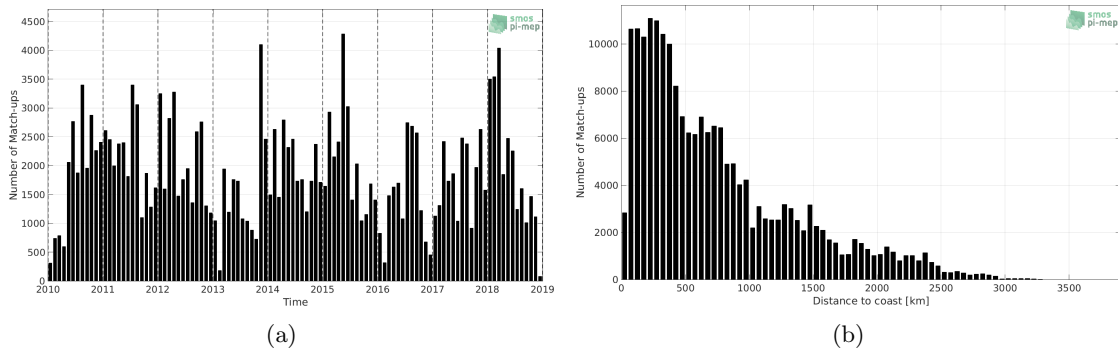 smos
pi-mep
4500
4000
3500
3000
2500
2000
1500
1000
500
0
Number of Match-ups
2010 2011 2012 2013 2014 2015 2016 2017 2018 2019
Time
(a)
smos
pi-mep
10000
8000
6000
4000
2000
0
Number of Match-ups
0 500 1000 1500 2000 2500 3000 3500
Distance to coast [km]
(b)